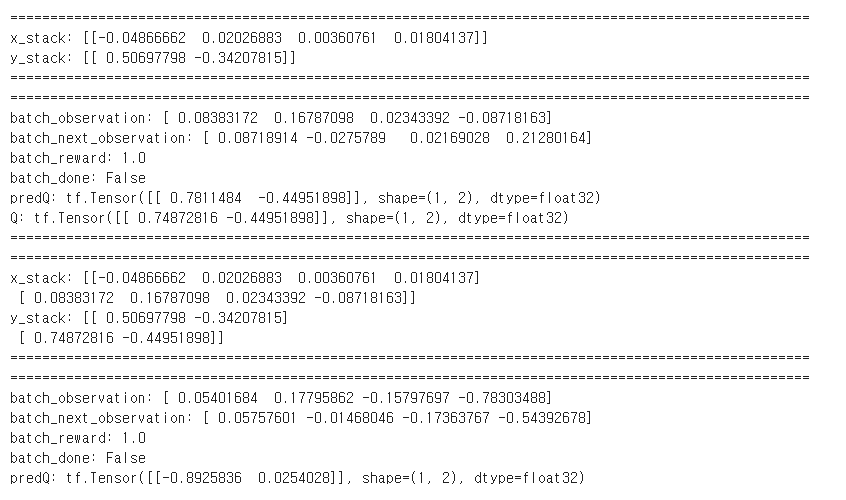 ====================================================================================================
x_stack: [[-0.04866662  0.02026883  0.00360761  0.01804137]]
y_stack: [[ 0.50697798 -0.34207815]]
====================================================================================================
====================================================================================================
batch_observation: [ 0.08383172  0.16787098  0.02343392 -0.08718163]
batch_next_observation: [ 0.08718914 -0.0275789   0.02169028  0.21280164]
batch_reward: 1.0
batch_done: False
predQ: tf.Tensor([[ 0.7811484  -0.44951898]], shape=(1, 2), dtype=float32)
Q: tf.Tensor([[ 0.74872816 -0.44951898]], shape=(1, 2), dtype=float32)
====================================================================================================
====================================================================================================
x_stack: [[-0.04866662  0.02026883  0.00360761  0.01804137]
 [ 0.08383172  0.16787098  0.02343392 -0.08718163]]
y_stack: [[ 0.50697798 -0.34207815]
 [ 0.74872816 -0.44951898]]
====================================================================================================
====================================================================================================
batch_observation: [ 0.05401684  0.17795862 -0.15797697 -0.78303488]
batch_next_observation: [ 0.05757601 -0.01468046 -0.17363767 -0.54392678]
batch_reward: 1.0
batch_done: False
predQ: tf.Tensor([[-0.8925836  0.0254028]], shape=(1, 2), dtype=float32)